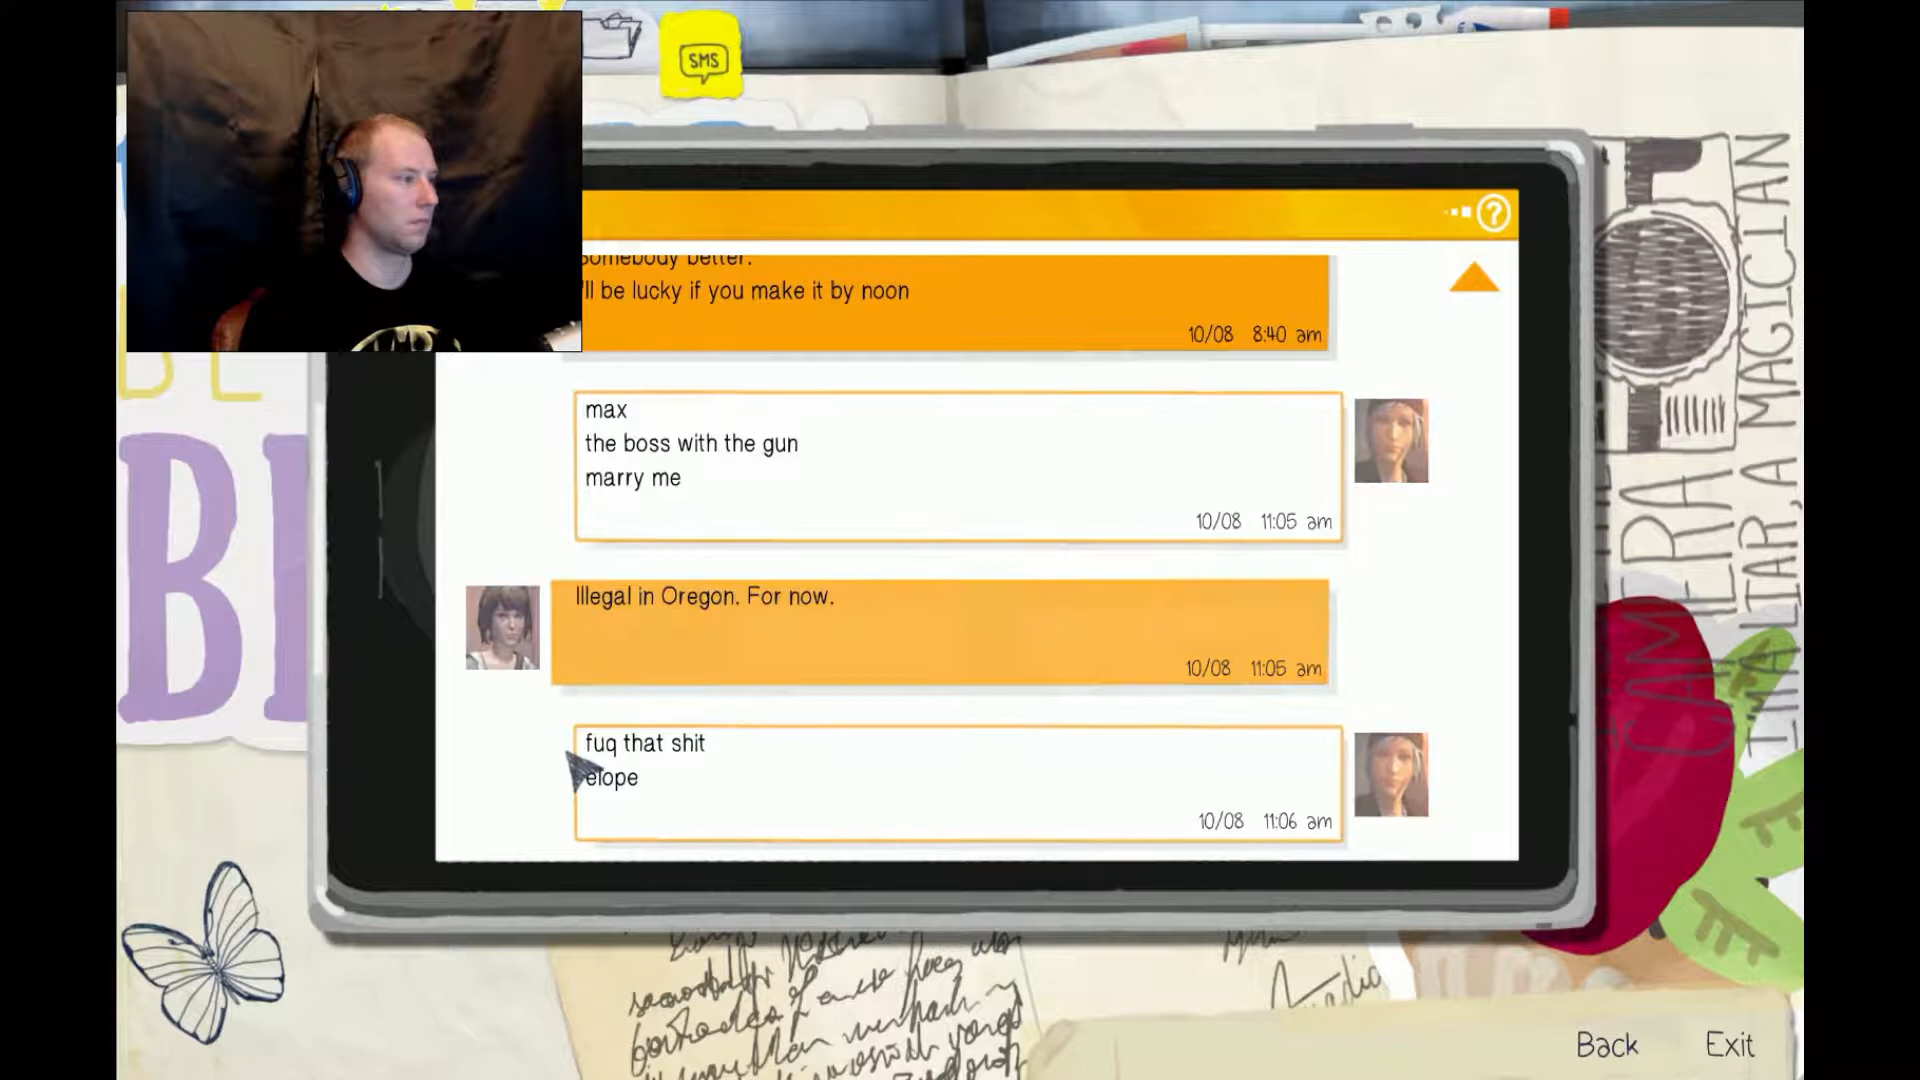 SMS
?
Somebody better.
'll be lucky if you make it by noon
10/08 8:40 am
max
the boss with the gun
marry me
10/08 11:05 am
Illegal in Oregon. For now.
10/08 11:05 am
fuq that shit
elope
10/08 11:06 am
CAMERA
I'M A LIAR, A MAGICIAN
Back Exit